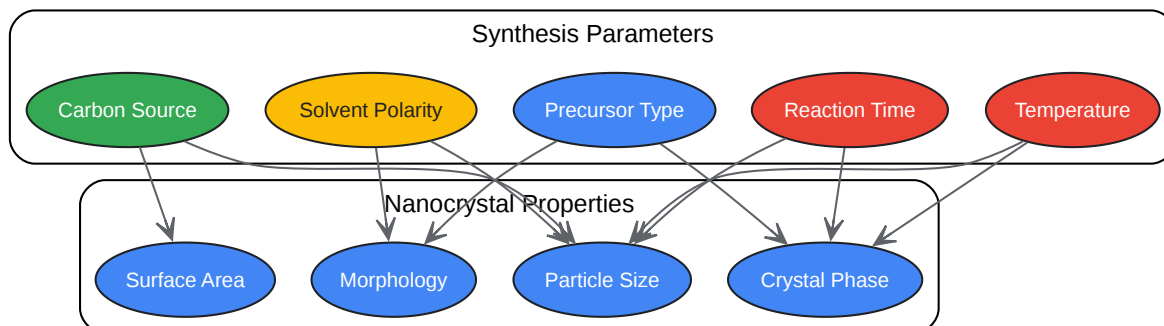 Synthesis Parameters
Carbon Source
Solvent Polarity
Precursor Type
Reaction Time
Temperature
Nanocrystal Properties
Surface Area
Morphology
Particle Size
Crystal Phase